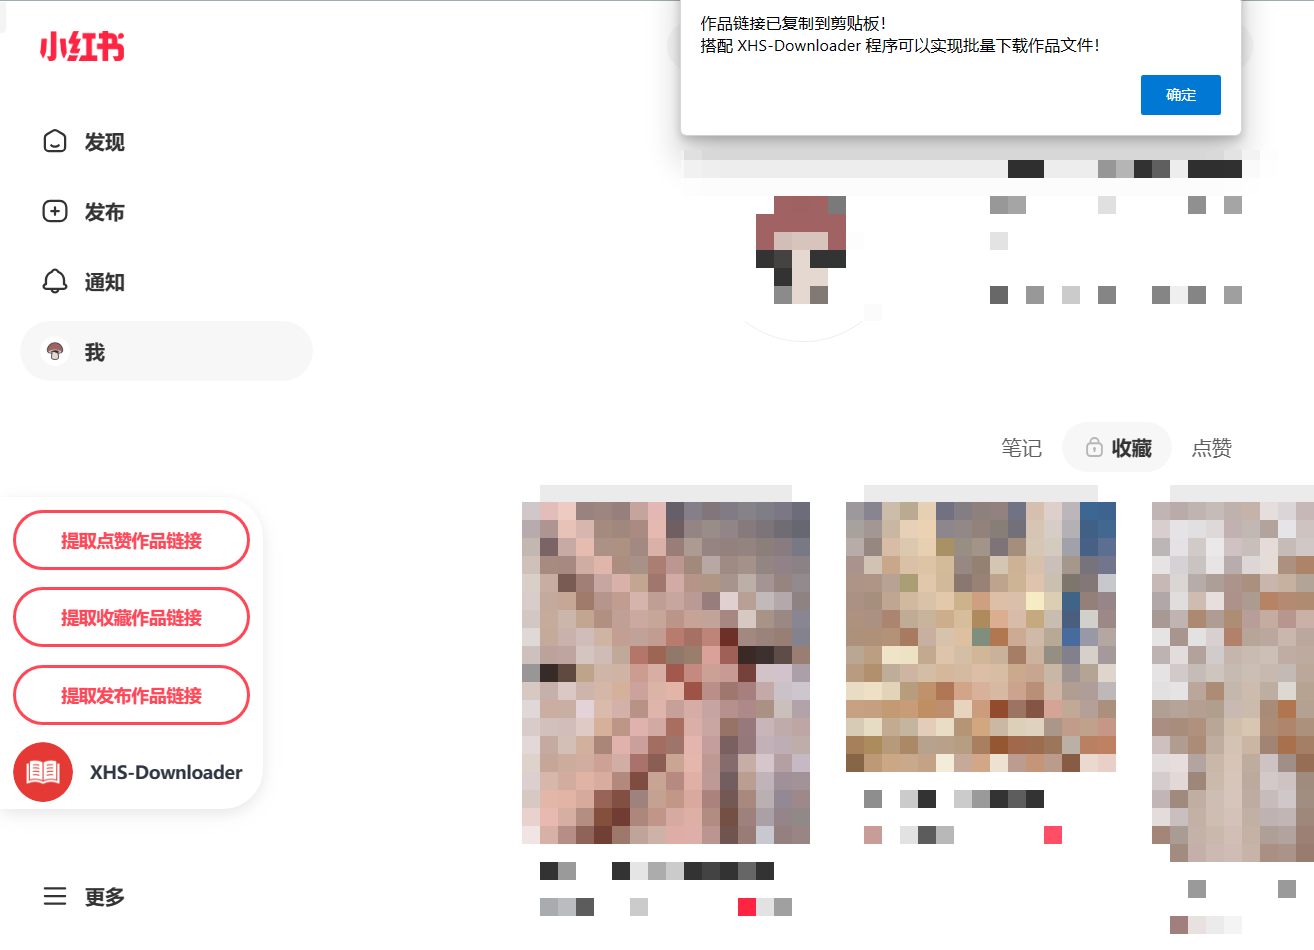 小红书
作品链接已复制到剪贴板！
搭配 XHS-Downloader 程序可以实现批量下载作品文件！
确定
发现
发布
通知
我
笔记
收藏
点赞
提取点赞作品链接
提取收藏作品链接
提取发布作品链接
XHS-Downloader
更多